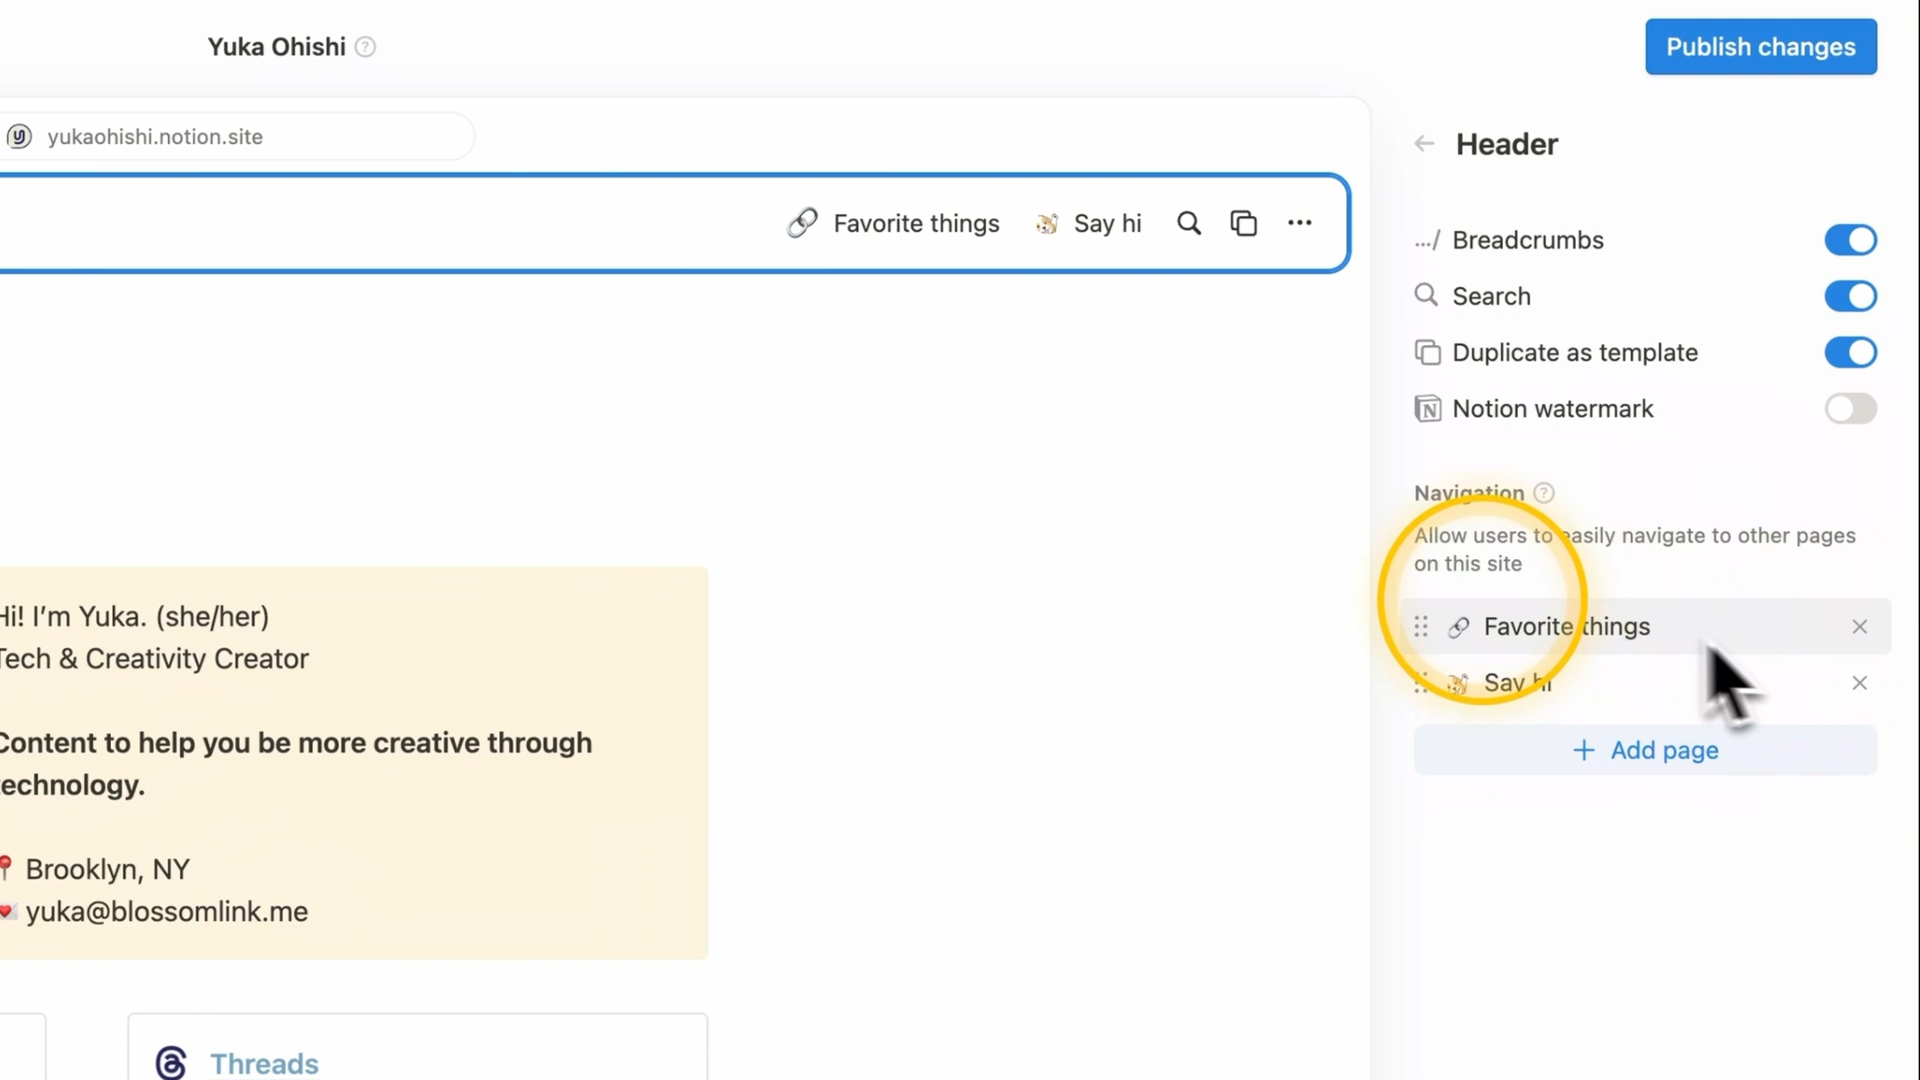 Yuka Ohishi
Publish changes
yukaohishi.notion.site
Favorite things
Say hi
Header
.../ Breadcrumbs
Search
Duplicate as template
Notion watermark
Navigation
Allow users to easily navigate to other pages
on this site
Favorite things
Say hi
+ Add page
Hi! I'm Yuka. (she/her)
Tech & Creativity Creator
Content to help you be more creative through
technology.
Brooklyn, NY
yuka@blossomlink.me
Threads